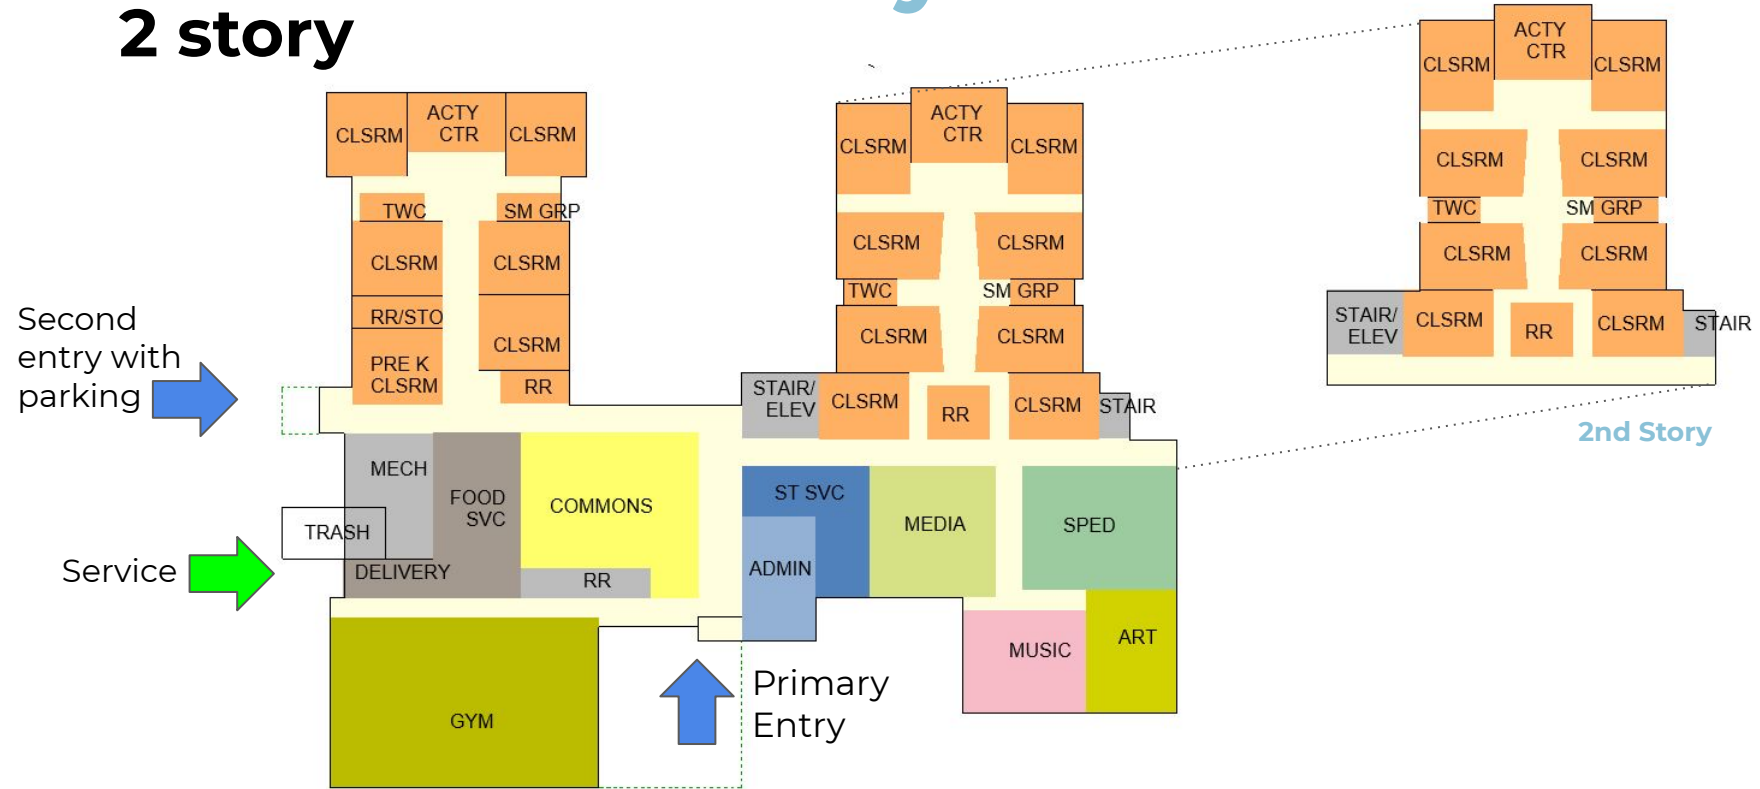 2 story
CLSRM
ACTY
CTR
CLSRM
TWC
SM GRP
CLSRM
CLSRM
RR/STO
CLSRM
PRE K
CLSRM
RR
Second
entry with
parking
MECH
FOOD
SVC
COMMONS
TRASH
DELIVERY
RR
Service
GYM
CLSRM
ACTY
CTR
CLSRM
CLSRM
CLSRM
TWC
SM GRP
CLSRM
CLSRM
STAIR/
ELEV
CLSRM
RR
CLSRM
STAIR
ST SVC
ADMIN
MEDIA
SPED
MUSIC
ART
Primary
Entry
CLSRM
ACTY
CTR
CLSRM
CLSRM
CLSRM
TWC
SM GRP
CLSRM
CLSRM
STAIR/
ELEV
CLSRM
RR
CLSRM
STAIR
2nd Story